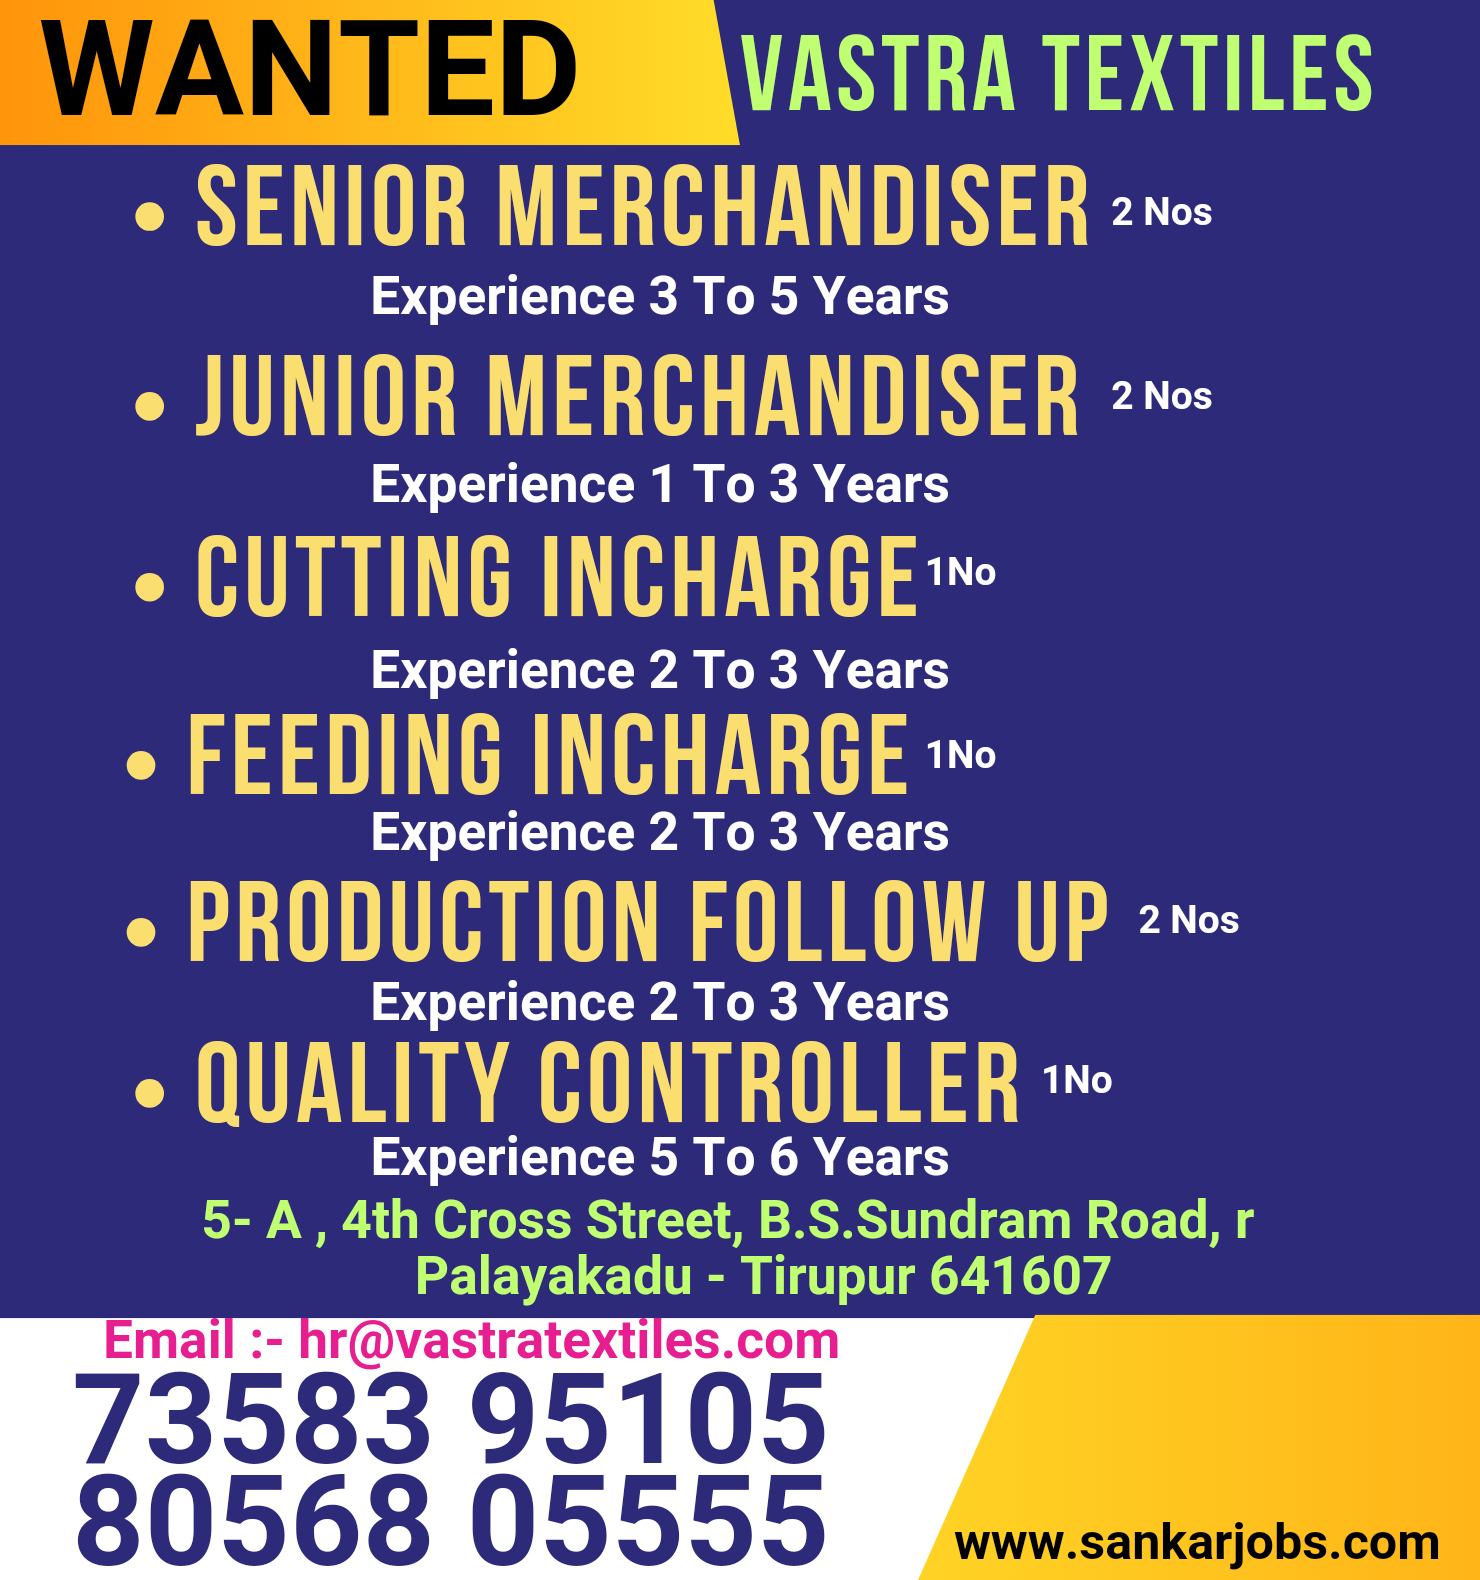 WANTED
VASTRA TEXTILES
• SENIOR MERCHANDISER 2 Nos
Experience 3 To 5 Years
• JUNIOR MERCHANDISER 2 Nos
Experience 1 To 3 Years
• CUTTING INCHARGE 1No
Experience 2 To 3 Years
• FEEDING INCHARGE 1No
Experience 2 To 3 Years
• PRODUCTION FOLLOW UP 2 Nos
Experience 2 To 3 Years
• QUALITY CONTROLLER 1No
Experience 5 To 6 Years
5- A , 4th Cross Street, B.S.Sundram Road, r
Palayakadu - Tirupur 641607
Email :- hr@vastratextiles.com
73583 95105
80568 05555
www.sankarjobs.com